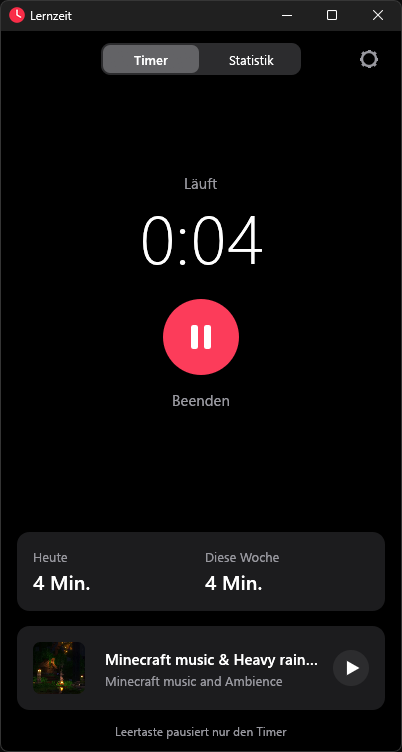 Lernzeit
Timer
Statistik
Läuft
0:04
Beenden
Heute
Diese Woche
4 Min.
4 Min.
Minecraft music & Heavy rain...
Minecraft music and Ambience
Leertaste pausiert nur den Timer